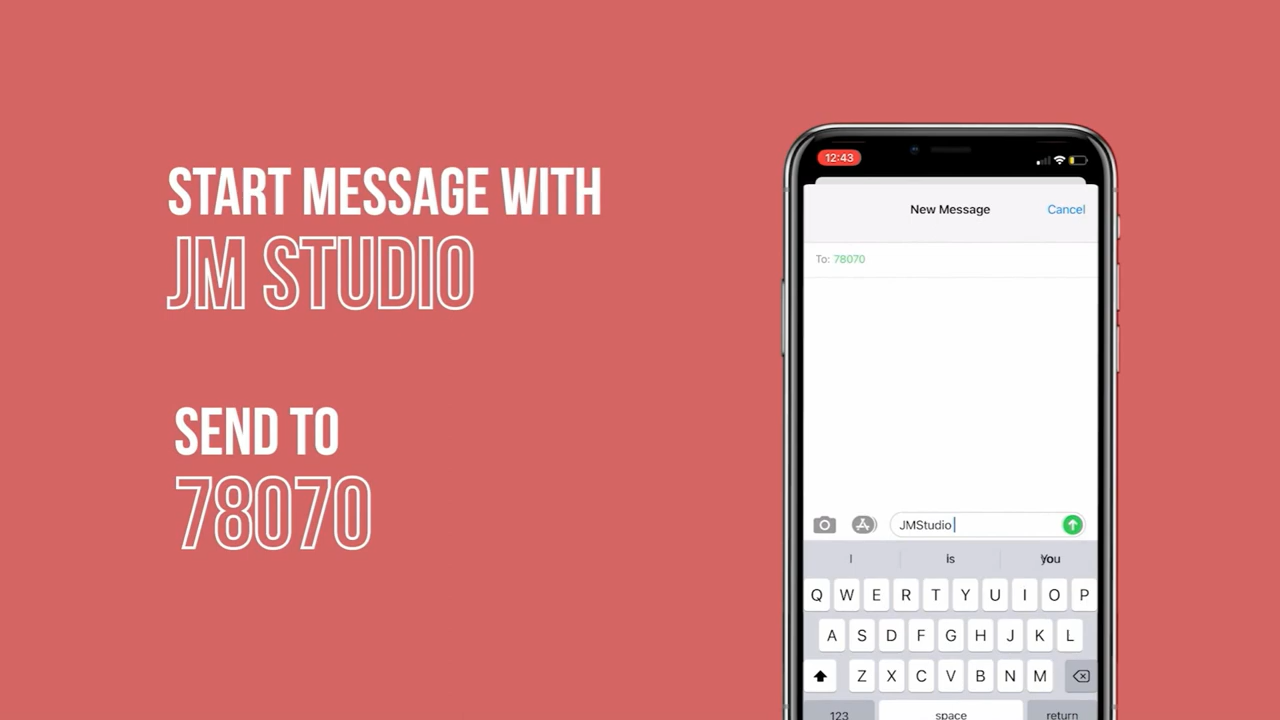 START MESSAGE WITH
JM STUDIO
SEND TO
78070
12:43
New Message
Cancel
To: 78070
JMStudio
I is you
Q W E R T Y U I O P
A S D F G H J K L
Z X C V B N M
123 space return